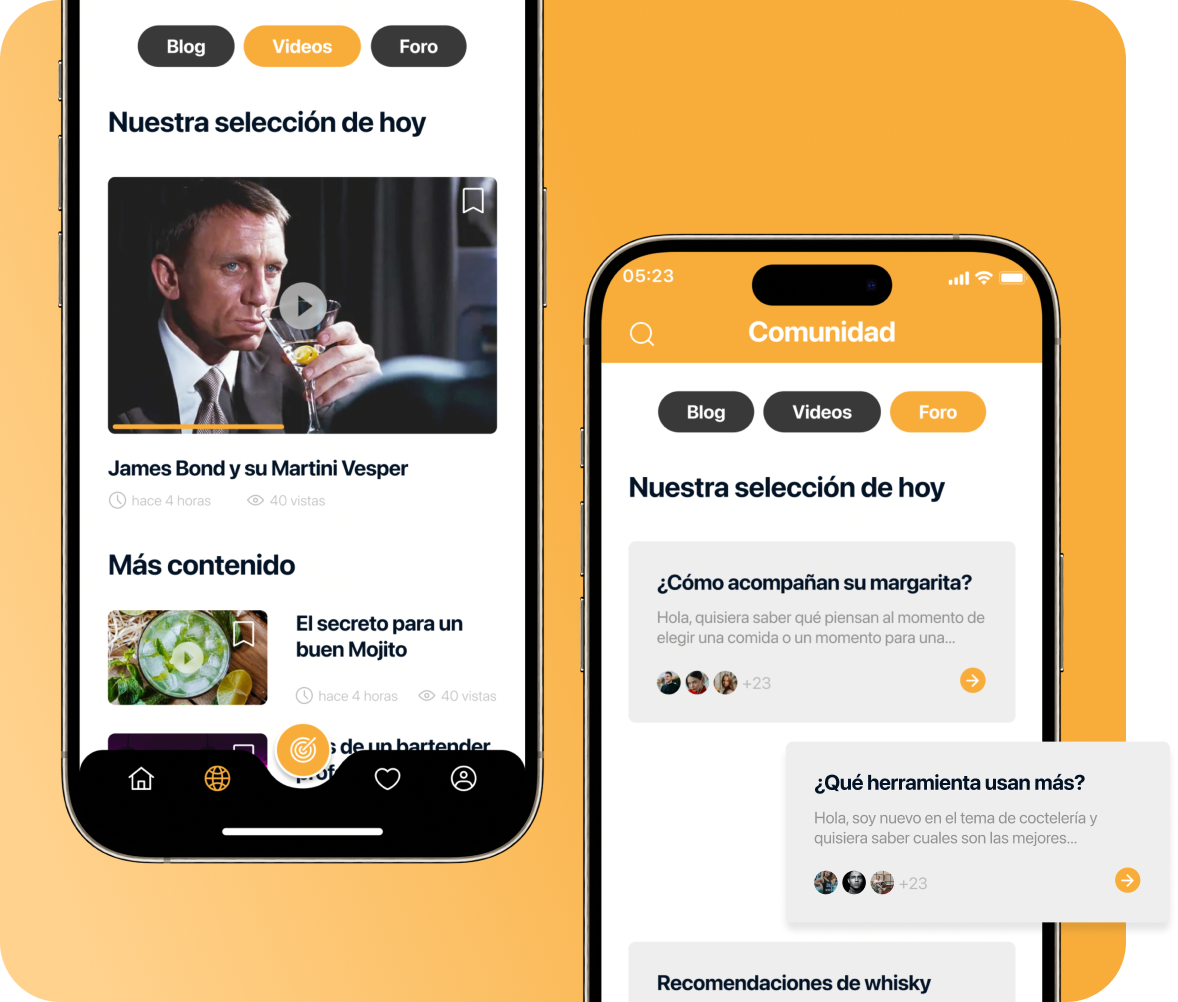 Blog
Videos
Foro
Nuestra selección de hoy
James Bond y su Martini Vesper
hace 4 horas
40 vistas
Más contenido
El secreto para un
buen Mojito
hace 4 horas
40 vistas
de un bartender
05:23
Comunidad
Blog
Videos
Foro
Nuestra selección de hoy
¿Cómo acompañan su margarita?
Hola, quisiera saber qué piensan al momento de
elegir una comida o un momento para una...
+23
¿Qué herramienta usan más?
Hola, soy nuevo en el tema de coctelería y
quisiera saber cuales son las mejores...
+23
Recomendaciones de whisky